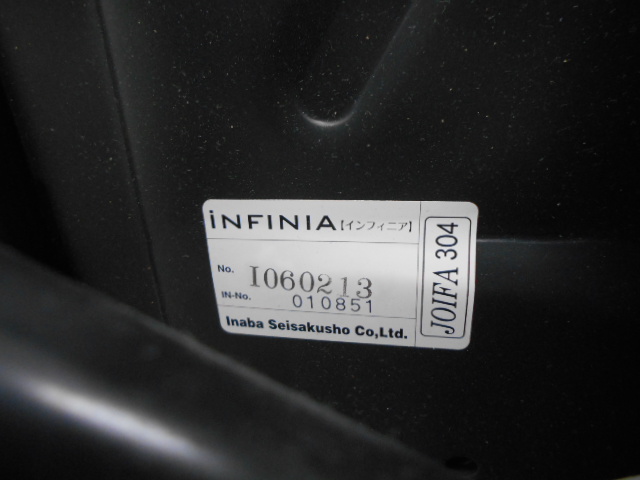 iNFINIA【インフィニア】
No. I060213
IN-No. 010851
Inaba Seisakusho Co,Ltd.
JOIFA 304